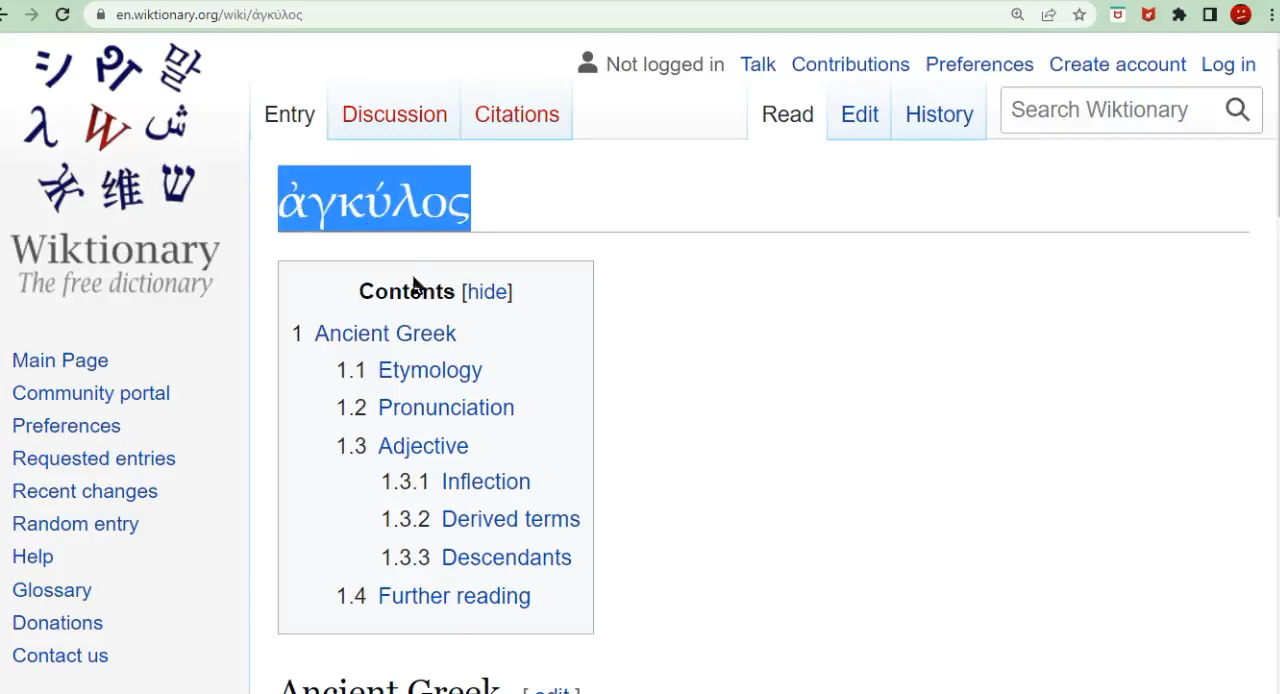 en.wiktionary.org/wiki/ἀγκύλος
Not logged in Talk Contributions Preferences Create account Log in
Entry Discussion Citations Read Edit History Search Wiktionary
ἀγκύλος
Wiktionary
The free dictionary
Main Page
Community portal
Preferences
Requested entries
Recent changes
Random entry
Help
Glossary
Donations
Contact us
Contents [hide]
1 Ancient Greek
1.1 Etymology
1.2 Pronunciation
1.3 Adjective
1.3.1 Inflection
1.3.2 Derived terms
1.3.3 Descendants
1.4 Further reading
Ancient Greek [ edit ]